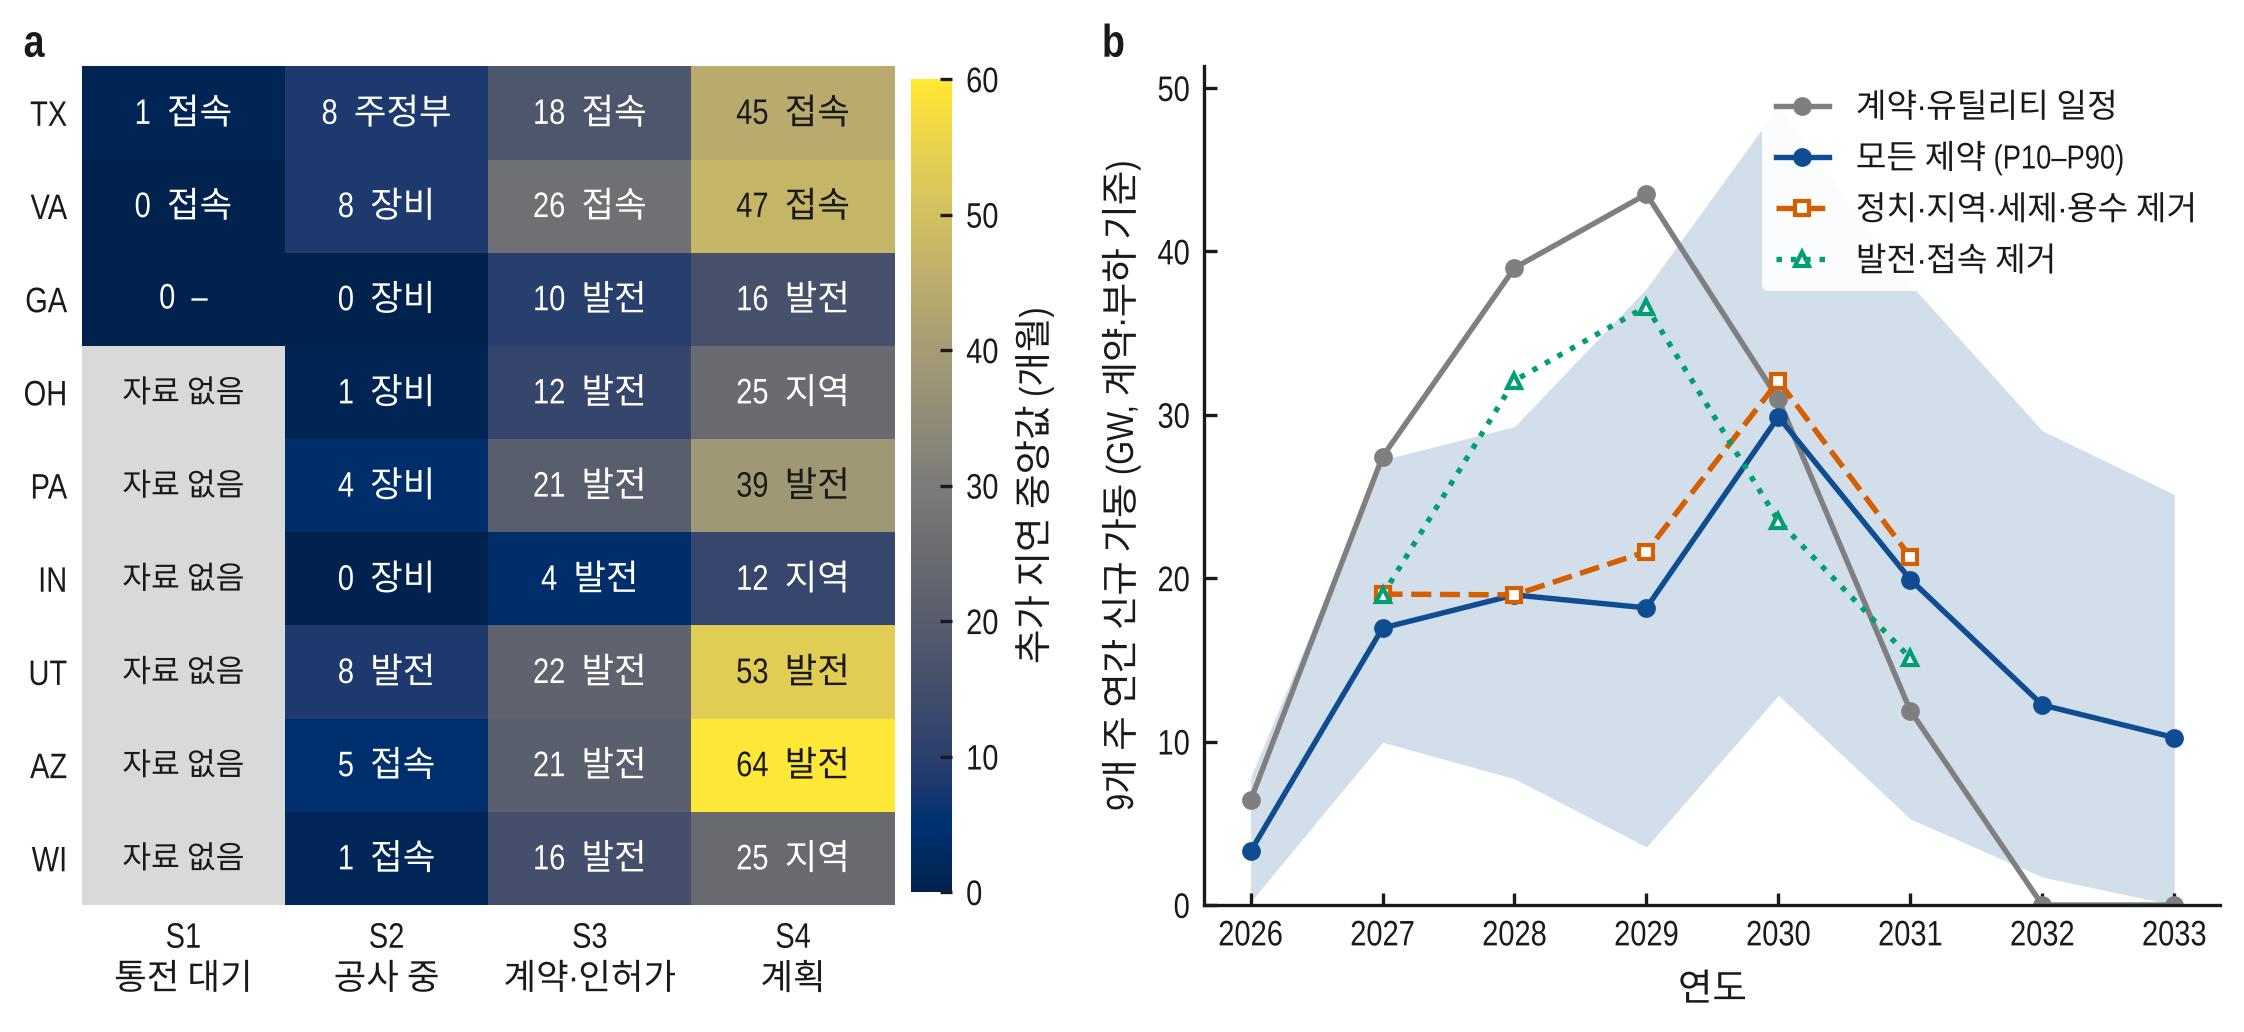 a
TX 1 접속 8 주정부 18 접속 45 접속
VA 0 접속 8 장비 26 접속 47 접속
GA 0 – 0 장비 10 발전 16 발전
OH 자료 없음 1 장비 12 발전 25 지역
PA 자료 없음 4 장비 21 발전 39 발전
IN 자료 없음 0 장비 4 발전 12 지역
UT 자료 없음 8 발전 22 발전 53 발전
AZ 자료 없음 5 접속 21 발전 64 발전
WI 자료 없음 1 접속 16 발전 25 지역
S1 S2 S3 S4
통전 대기 공사 중 계약·인허가 계획
60
50
40
30
20
10
0
추가 지연 중앙값 (개월)
b
9개 주 연간 신규 가동 (GW, 계약·부하 기준)
50
40
30
20
10
0
계약·유틸리티 일정
모든 제약 (P10–P90)
정치·지역·세제·용수 제거
발전·접속 제거
2026 2027 2028 2029 2030 2031 2032 2033
연도